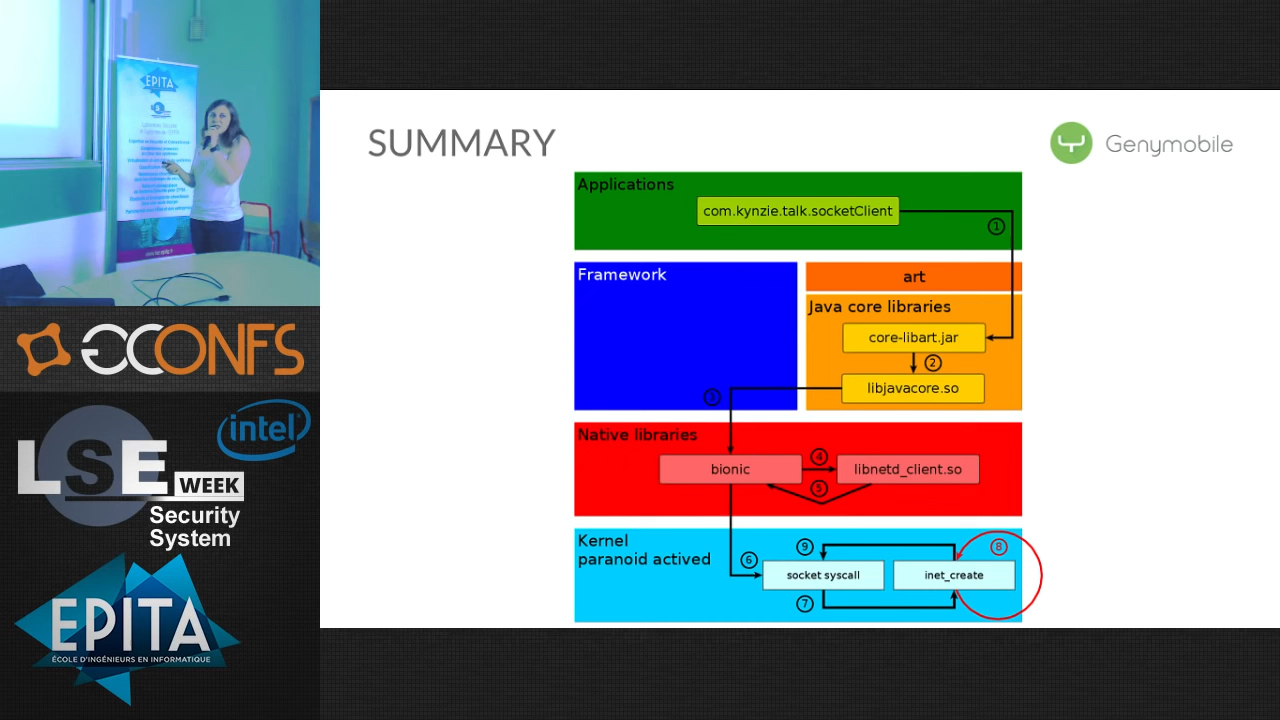 EPITA
SUMMARY
Genymobile
Applications
com.kynzie.talk.socketClient
1
Framework
art
Java core libraries
core-libart.jar
2
libjavacore.so
3
Native libraries
bionic
4
libnetd_client.so
5
Kernel
paranoid actived
6
9
8
socket syscall
inet_create
7
GCONFS
intel
LSE
WEEK
Security
System
EPITA
ÉCOLE D'INGÉNIEURS EN INFORMATIQUE